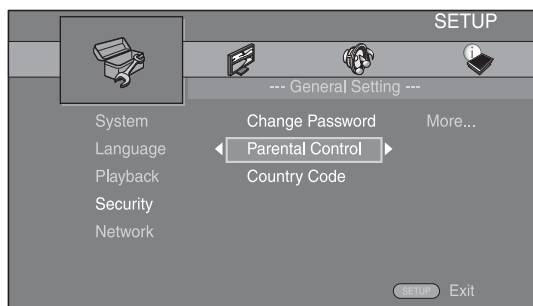 SETUP
--- General Setting ---
System
Change Password
More...
Language
Parental Control
Playback
Country Code
Security
Network
SETUP Exit